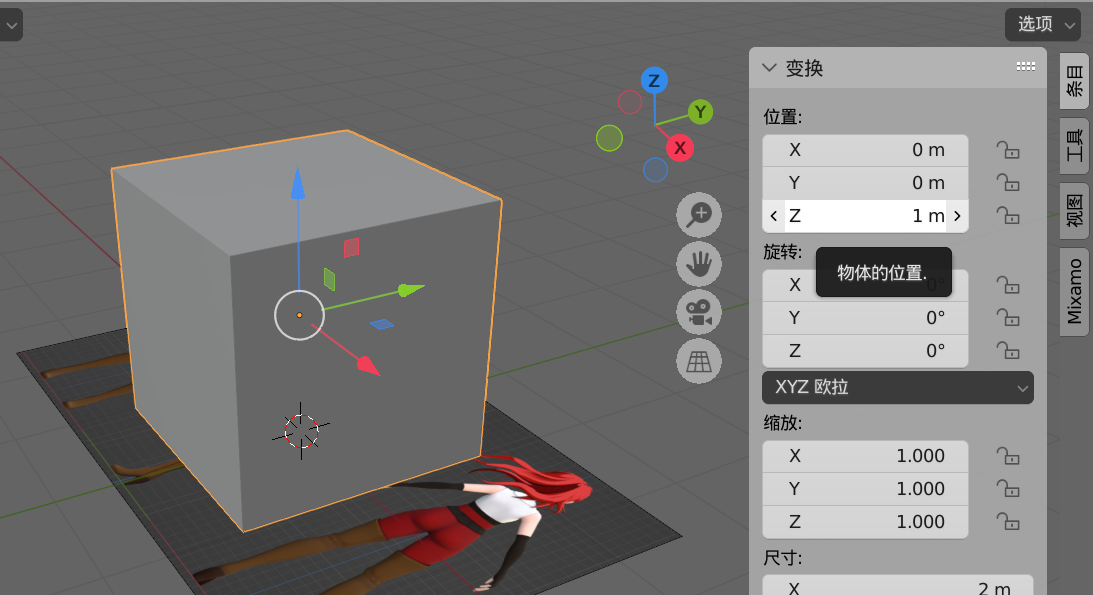 选项
变换
条目
工具
视图
Mixamo
Z
Y
X
位置:
X 0 m
Y 0 m
Z 1 m
旋转:
X 0°
物体的位置.
Y 0°
Z 0°
XYZ 欧拉
缩放:
X 1.000
Y 1.000
Z 1.000
尺寸:
X 2 m